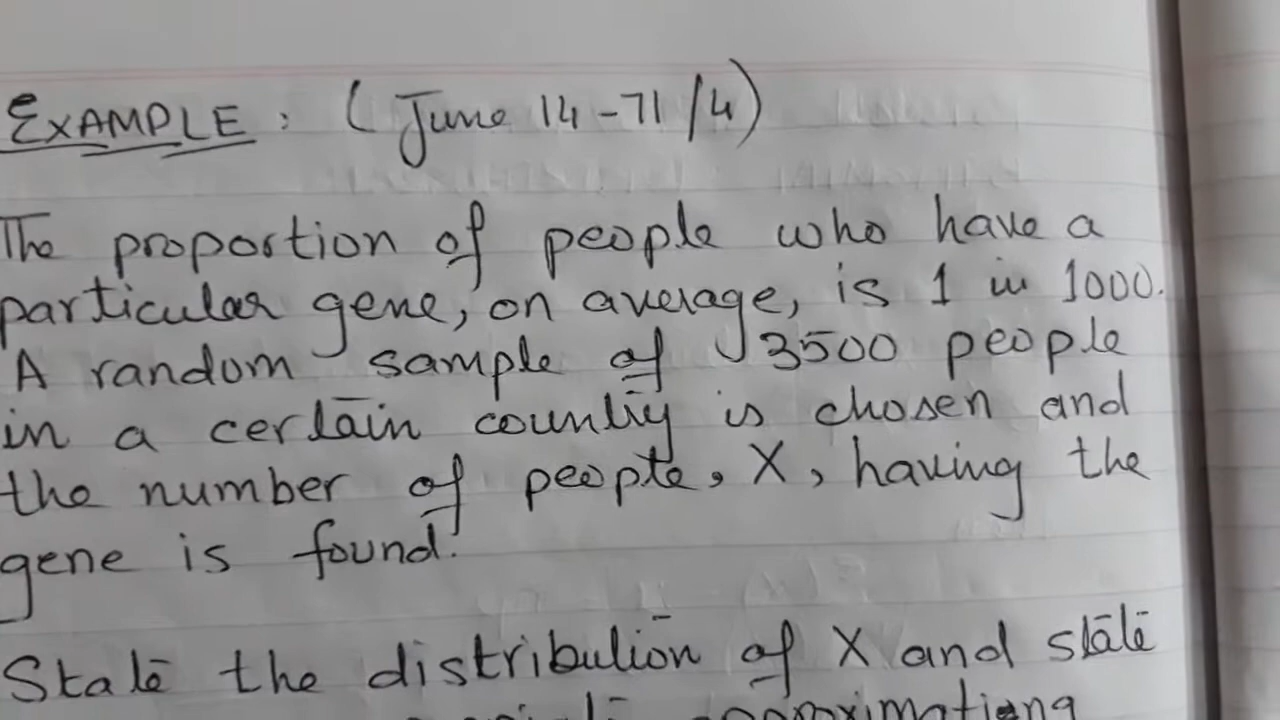 EXAMPLE : ( June 14 - 71 /4)
The proportion of people who have a
particular gene, on average, is 1 in 1000.
A random sample of 3500 people
in a certain country is chosen and
the number of people, X, having the
gene is found.
State the distribution of X and state
approximating